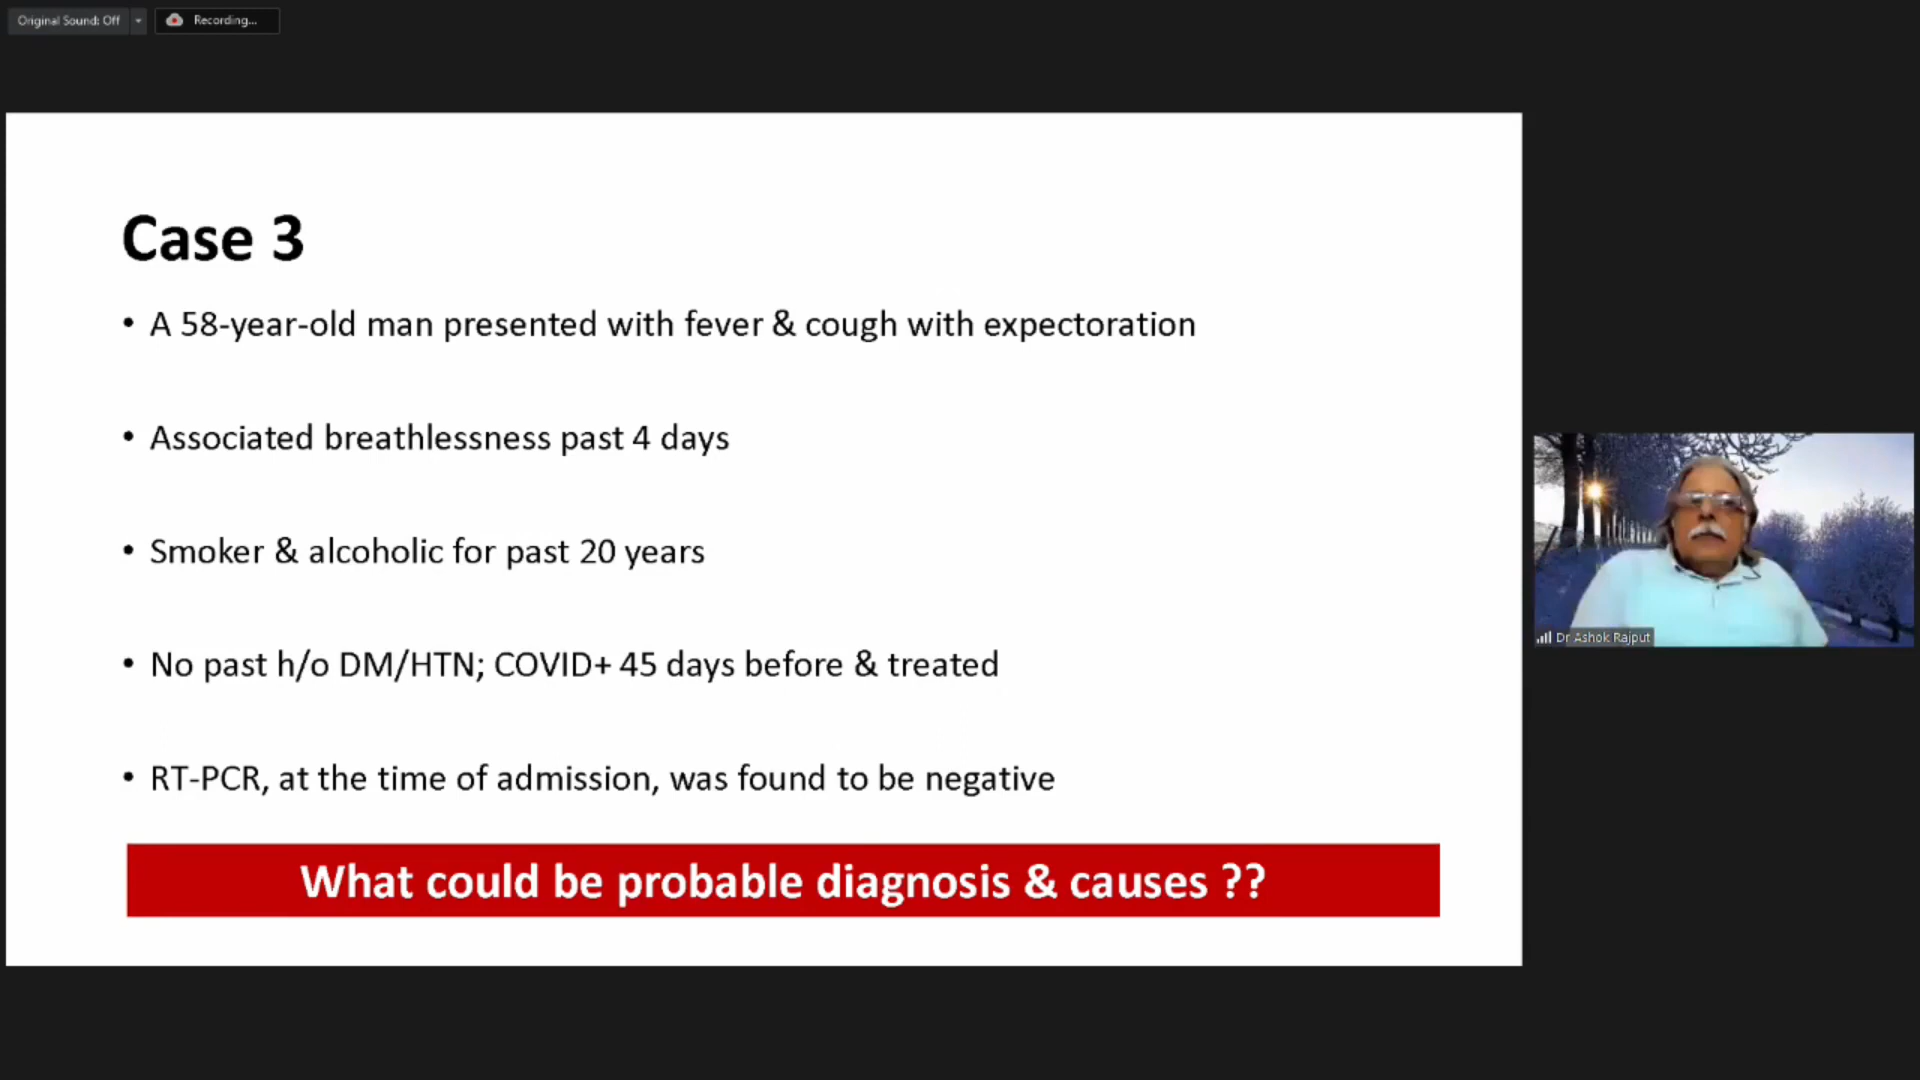 Original Sound: Off
Recording...
Case 3
• A 58-year-old man presented with fever & cough with expectoration
• Associated breathlessness past 4 days
• Smoker & alcoholic for past 20 years
• No past h/o DM/HTN; COVID+ 45 days before & treated
• RT-PCR, at the time of admission, was found to be negative
What could be probable diagnosis & causes ??
Dr Ashok Rajput